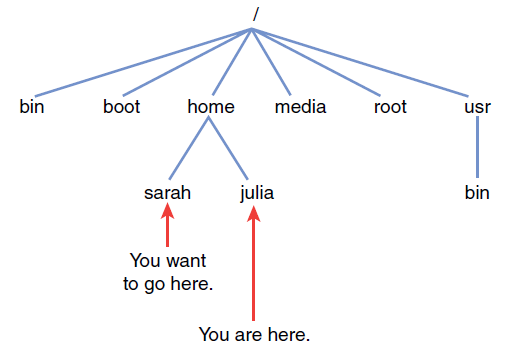 /
bin boot home media root usr
sarah julia bin
You want
to go here.
You are here.